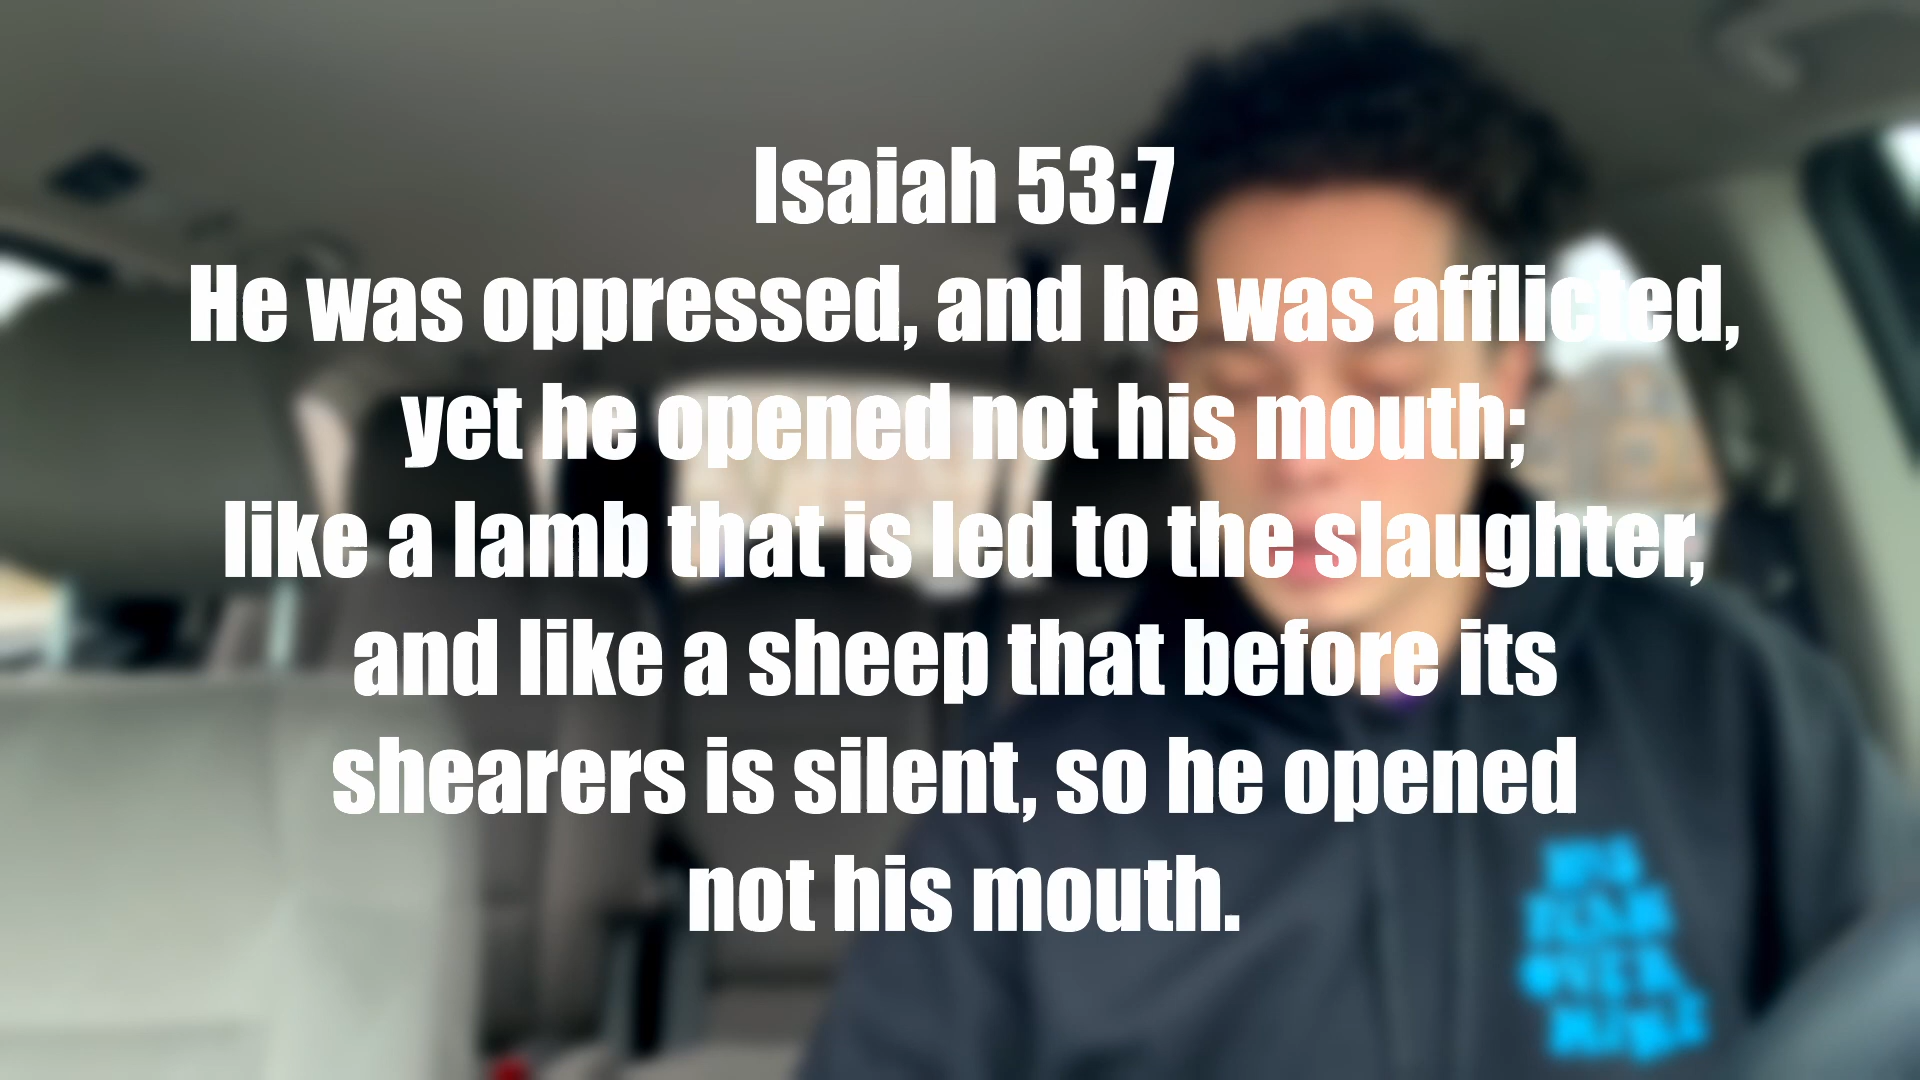 Isaiah 53:7
He was oppressed, and he was afflicted,
yet he opened not his mouth;
like a lamb that is led to the slaughter,
and like a sheep that before its
shearers is silent, so he opened
not his mouth.